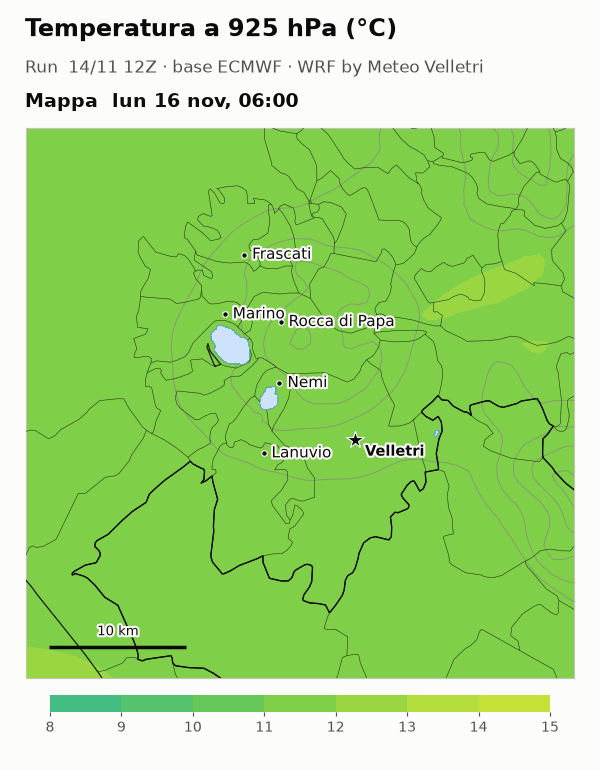 Temperatura a 925 hPa (°C)
Run  14/11 12Z · base ECMWF · WRF by Meteo Velletri
Mappa  lun 16 nov, 06:00
Frascati
Marino
Rocca di Papa
Nemi
Velletri
Lanuvio
10 km
8 9 10 11 12 13 14 15